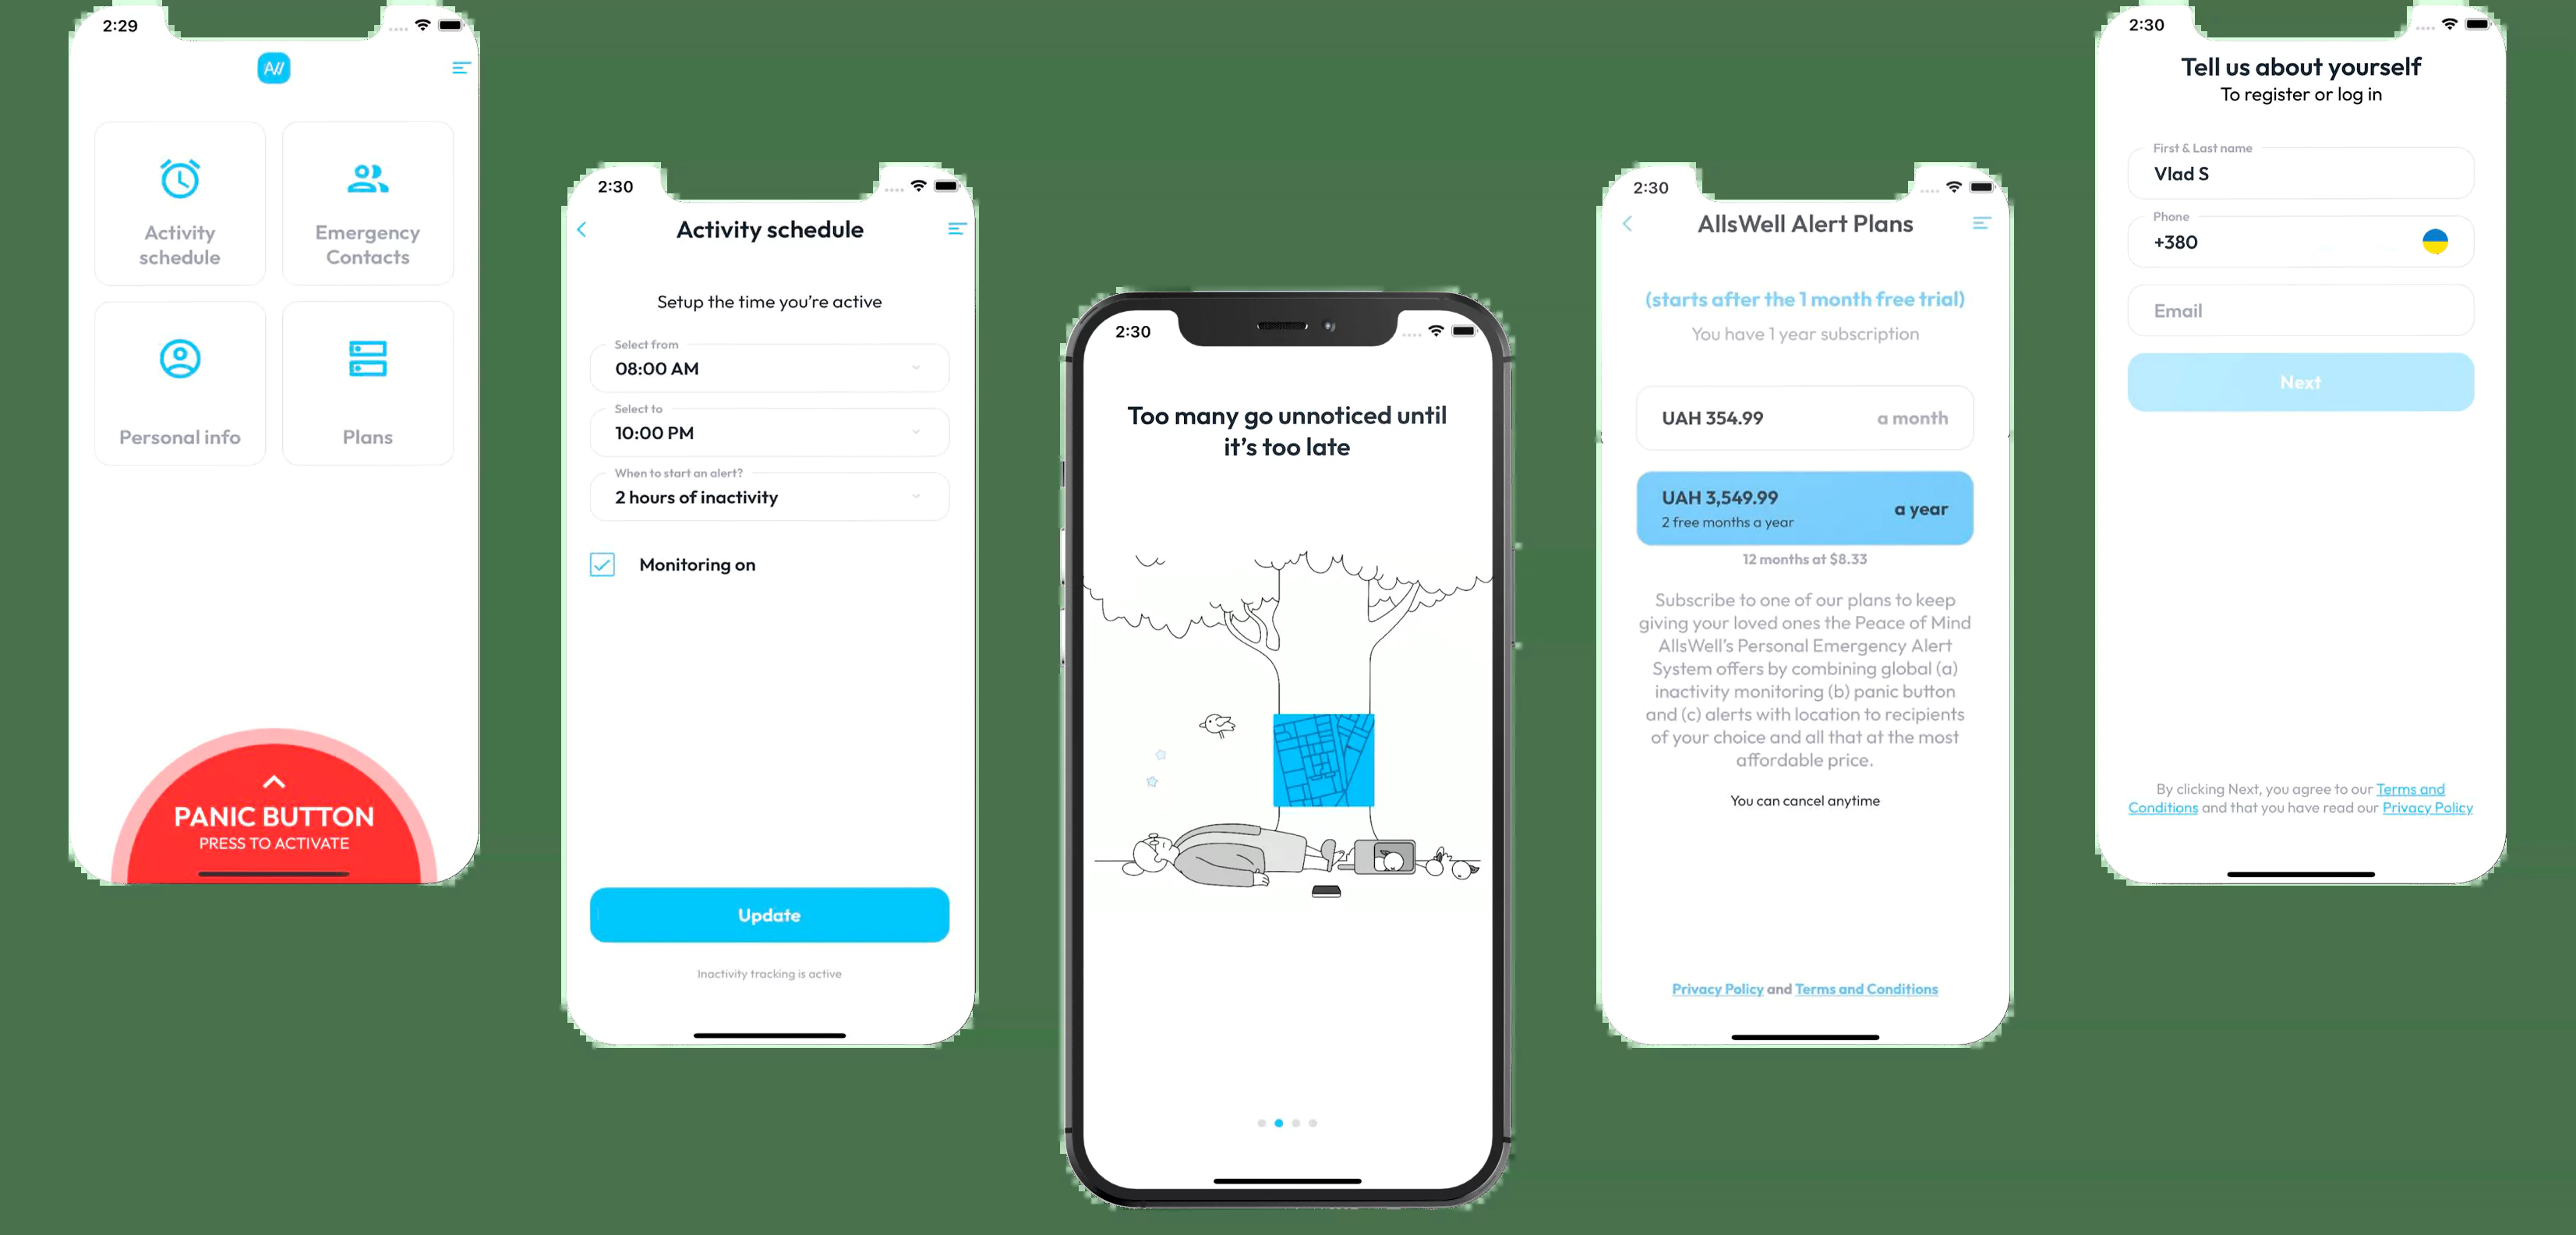 2:29
A//
Activity
schedule
Emergency
Contacts
Personal info
Plans
PANIC BUTTON
PRESS TO ACTIVATE
2:30
Activity schedule
Setup the time you’re active
Select from
08:00 AM
Select to
10:00 PM
When to start an alert?
2 hours of inactivity
Monitoring on
Update
Inactivity tracking is active
2:30
Too many go unnoticed until
it’s too late
2:30
AllsWell Alert Plans
(starts after the 1 month free trial)
You have 1 year subscription
UAH 354.99 a month
UAH 3,549.99
2 free months a year
a year
12 months at $8.33
Subscribe to one of our plans to keep
giving your loved ones the Peace of Mind
AllsWell’s Personal Emergency Alert
System offers by combining global (a)
inactivity monitoring (b) panic button
and (c) alerts with location to recipients
of your choice and all that at the most
affordable price.
You can cancel anytime
Privacy Policy and Terms and Conditions
2:30
Tell us about yourself
To register or log in
First & Last name
Vlad S
Phone
+380
Email
Next
By clicking Next, you agree to our Terms and
Conditions and that you have read our Privacy Policy